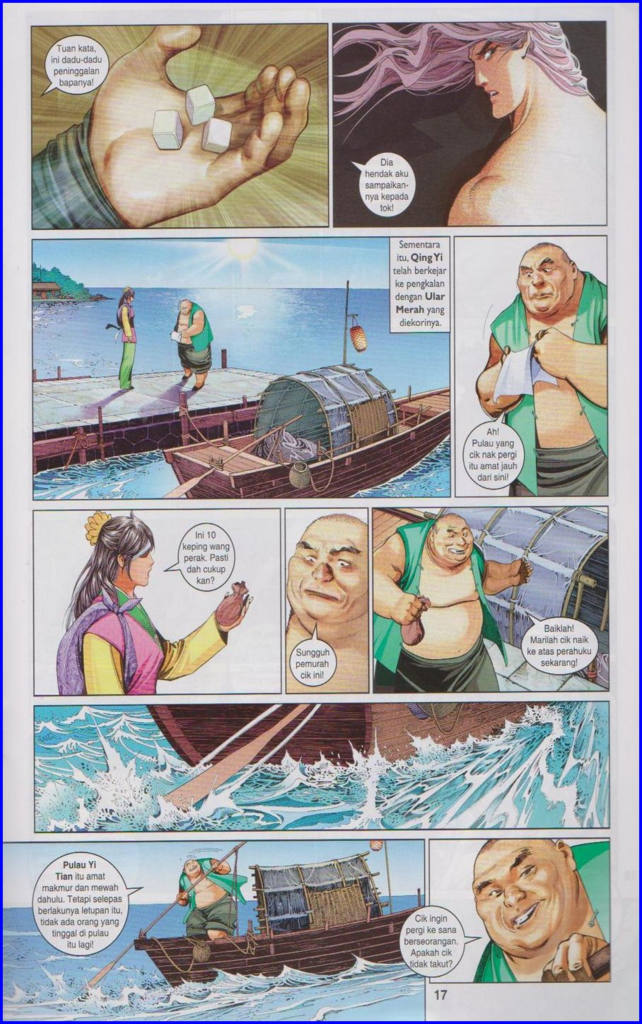 Tuan kata,
ini dadu-dadu
peninggalan
bapanya!
Dia
hendak aku
sampaikan-
nya kepada
tok!
Sementara
itu, Qing Yi
telah berkejar
ke pengkalan
dengan Ular
Merah yang
diekorinya.
Ah!
Pulau yang
cik nak pergi
itu amat jauh
dari sini!
Ini 10
keping wang
perak. Pasti
dah cukup
kan?
Sungguh
pemurah
cik ini!
Baiklah!
Marilah cik naik
ke atas perahuku
sekarang!
Pulau Yi
Tian itu amat
makmur dan mewah
dahulu. Tetapi selepas
berlakunya letupan itu,
tidak ada orang yang
tinggal di pulau
itu lagi!
Cik ingin
pergi ke sana
berseorangan.
Apakah cik
tidak takut?
17